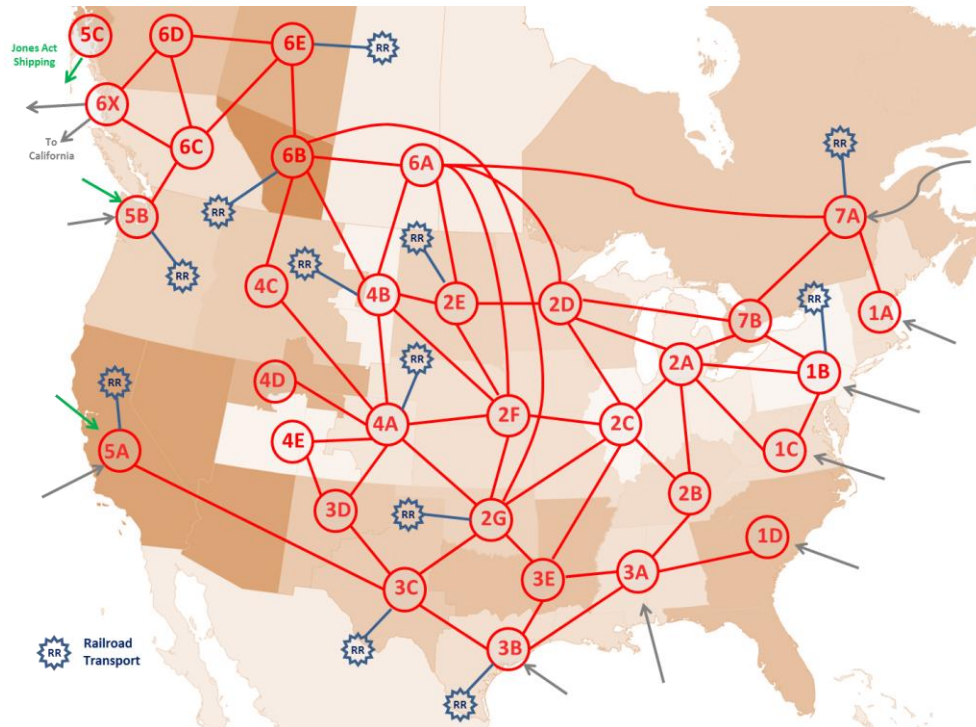 5C
6D
6E
RR
Jones Act
Shipping
6X
To
California
6C
6B
6A
RR
RR
5B
7A
RR
RR
RR
4C
4B
2E
2D
7B
RR
1A
RR
4D
RR
2A
1B
4A
2F
2C
4E
1C
5A
3D
RR
2G
2B
1D
3C
3E
3A
RR
Railroad
Transport
RR
3B
RR